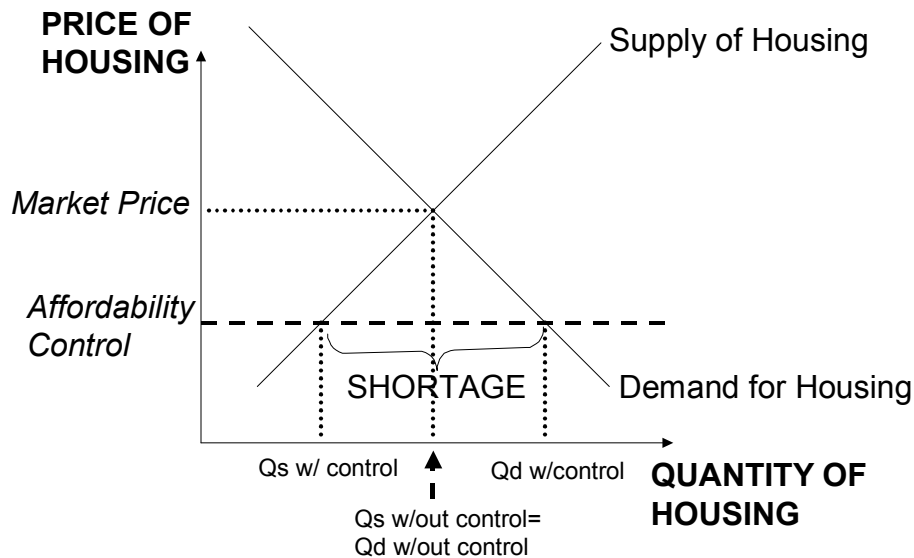 PRICE OF
HOUSING
Supply of Housing
Market Price
Affordability
Control
SHORTAGE
Demand for Housing
Qs w/ control
Qd w/control
QUANTITY OF
HOUSING
Qs w/out control=
Qd w/out control